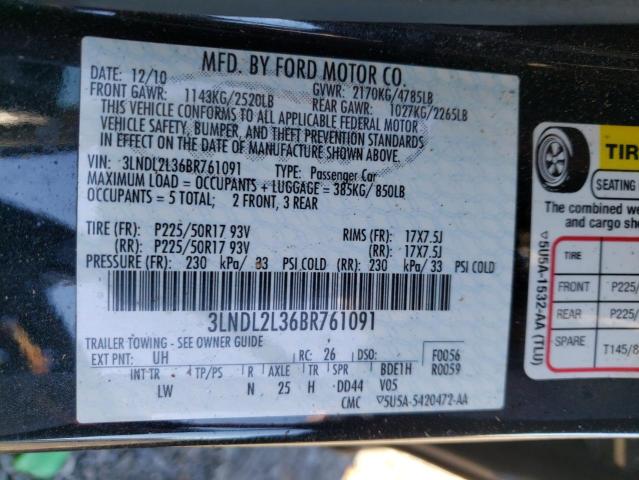 MFD. BY FORD MOTOR CO.
DATE: 12/10 GVWR: 2170KG/4785LB
FRONT GAWR: 1143KG/2520LB REAR GAWR: 1027KG/2265LB
THIS VEHICLE CONFORMS TO ALL APPLICABLE FEDERAL MOTOR
VEHICLE SAFETY, BUMPER, AND THEFT PREVENTION STANDARDS
IN EFFECT ON THE DATE OF MANUFACTURE SHOWN ABOVE.
VIN: 3LNDL2L36BR761091 TYPE: Passenger Car
MAXIMUM LOAD = OCCUPANTS + LUGGAGE = 385KG/850LB
OCCUPANTS = 5 TOTAL; 2 FRONT, 3 REAR
TIRE (FR): P225/50R17 93V RIMS (FR): 17X7.5J
(RR): P225/50R17 93V (RR): 17X7.5J
PRESSURE (FR): 230 kPa/33 PSI COLD (RR): 230 kPa/33 PSI COLD
3LNDL2L36BR761091
TRAILER TOWING - SEE OWNER GUIDE
EXT PNT: UH RC: 26 DSO: F0056
R0059
INT TR TP/PS R AXLE TR SPR BDE1H
LW N 25 H DD44 V05
CMC ▽5U5A-5420472-AA
▽5U5A-1532-AA (TLU)
TIR
SEATING
The combined we
and cargo sho
TIRE
FRONT P225/
REAR P225/
SPARE T145/8